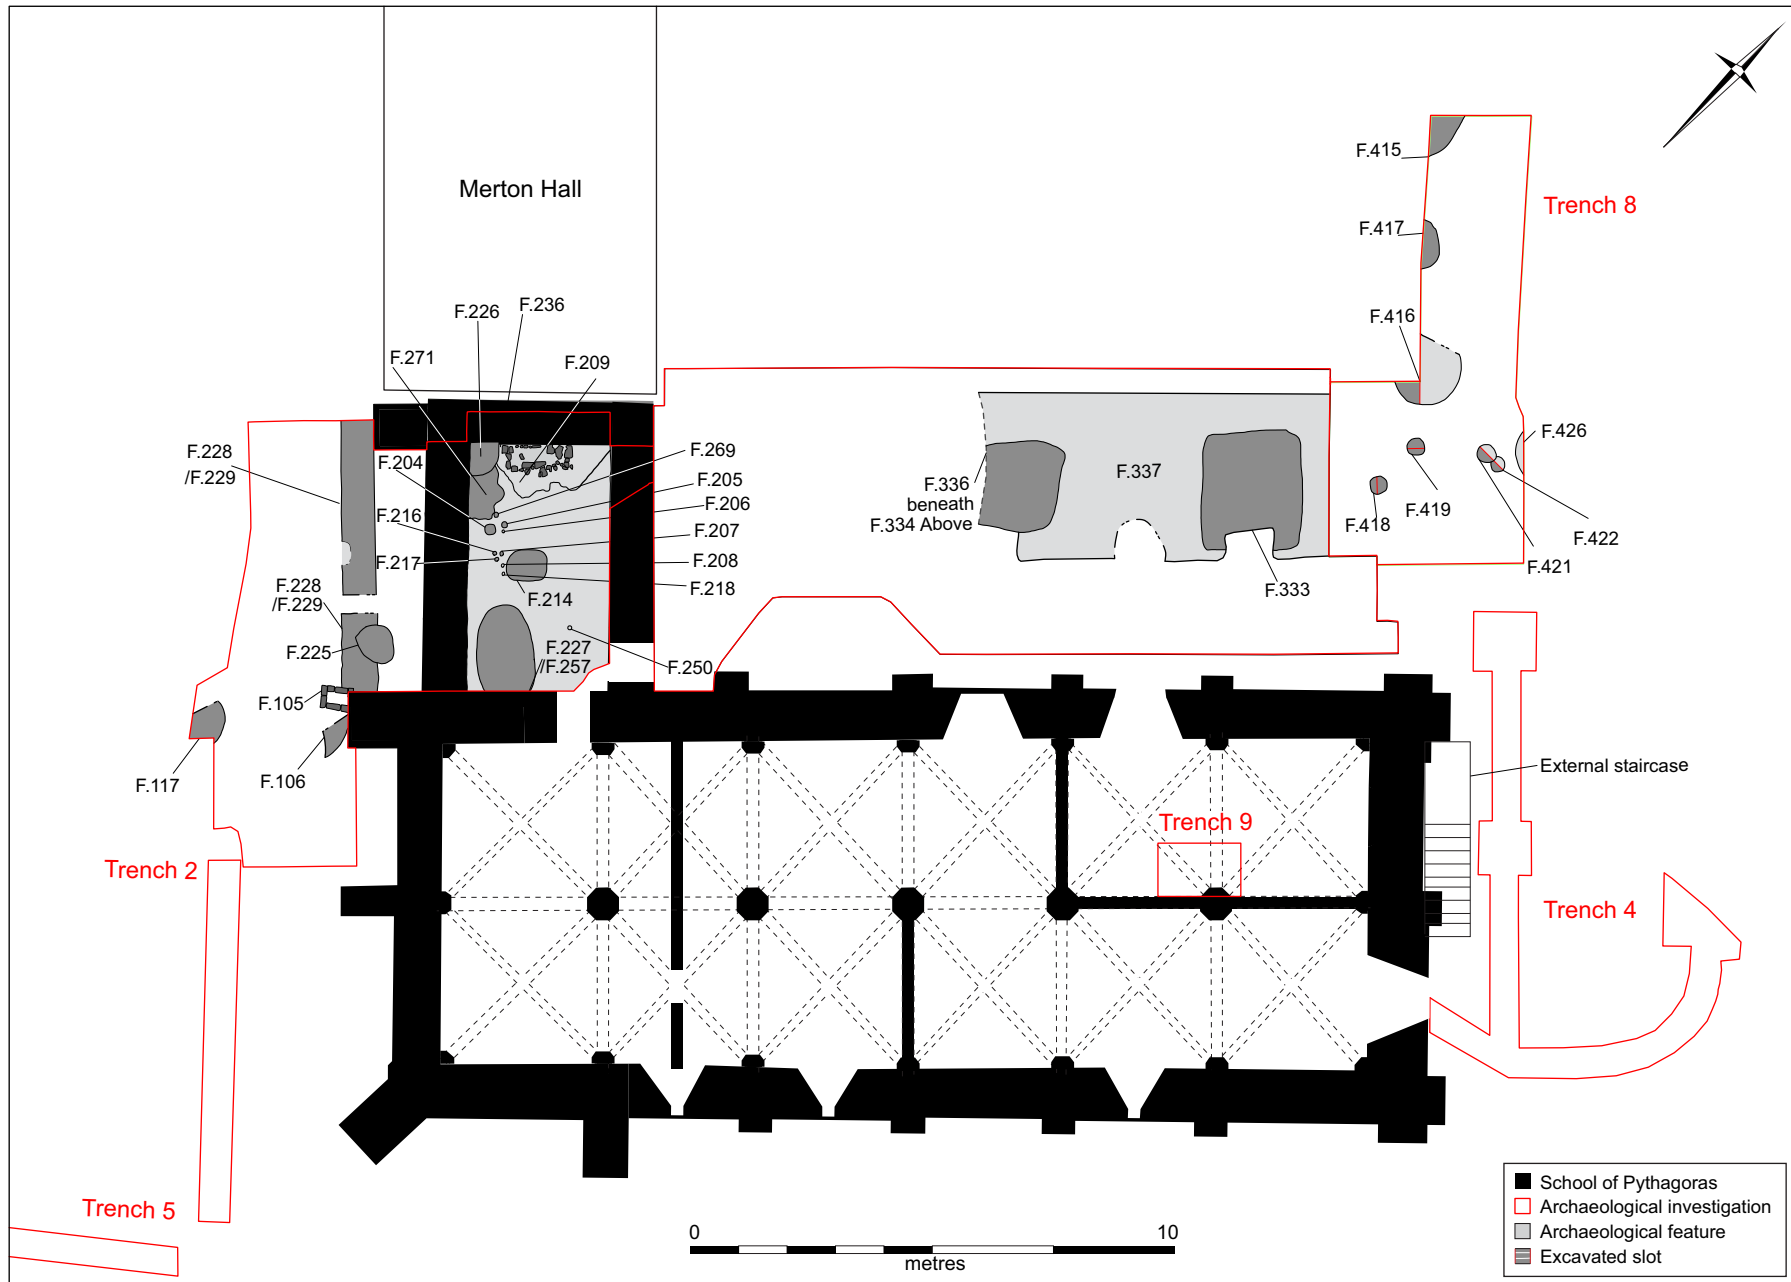 Merton Hall
F.415
Trench 8
F.417
F.226
F.236
F.416
F.271
F.209
F.228
/F.229
F.204
F.269
F.426
F.205
F.336
beneath
F.334 Above
F.337
F.216
F.206
F.418
F.419
F.207
F.422
F.217
F.208
F.421
F.228
/F.229
F.214
F.218
F.333
F.225
F.227
/F.257
F.250
F.105
F.117
F.106
External staircase
Trench 9
Trench 2
Trench 4
Trench 5
0
10
metres
School of Pythagoras
Archaeological investigation
Archaeological feature
Excavated slot